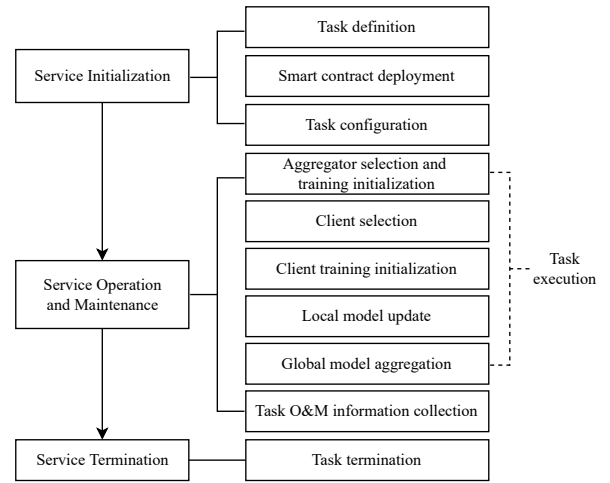 Service Initialization
Task definition
Smart contract deployment
Task configuration
Service Operation
and Maintenance
Aggregator selection and
training initialization
Client selection
Client training initialization
Local model update
Global model aggregation
Task O&M information collection
Task
execution
Service Termination
Task termination